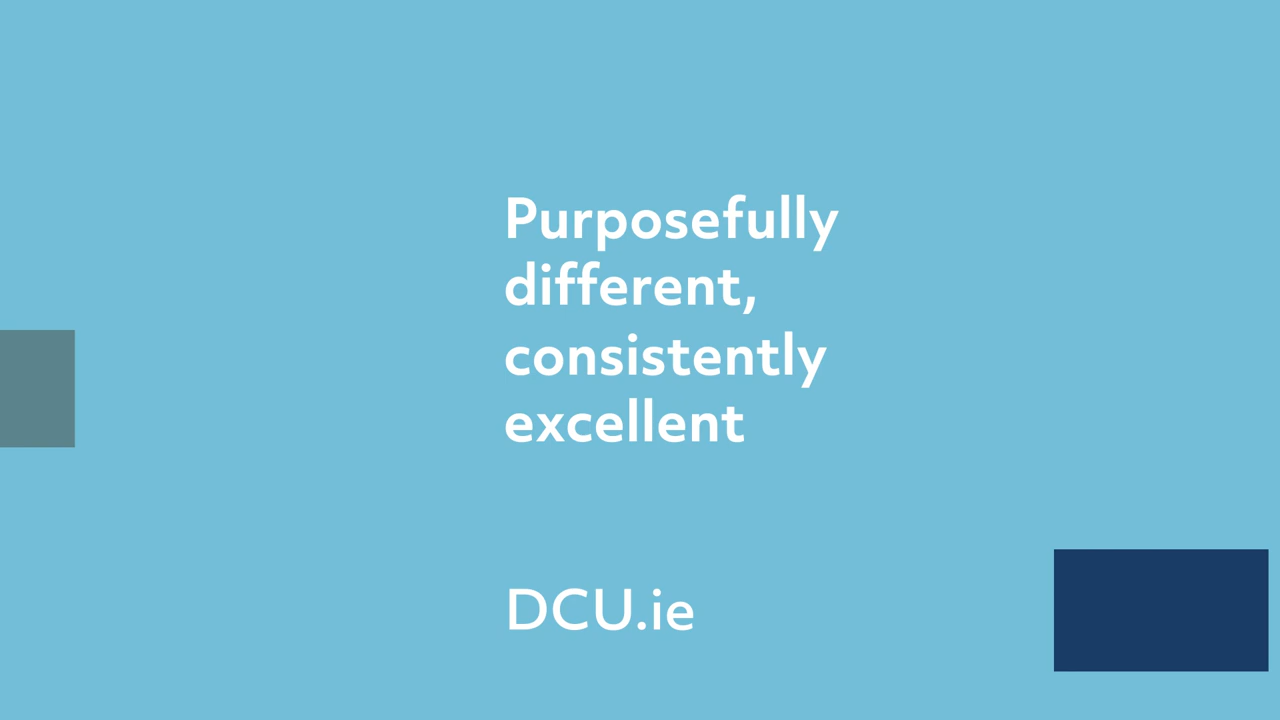 Purposefully
different,
consistently
excellent
DCU.ie